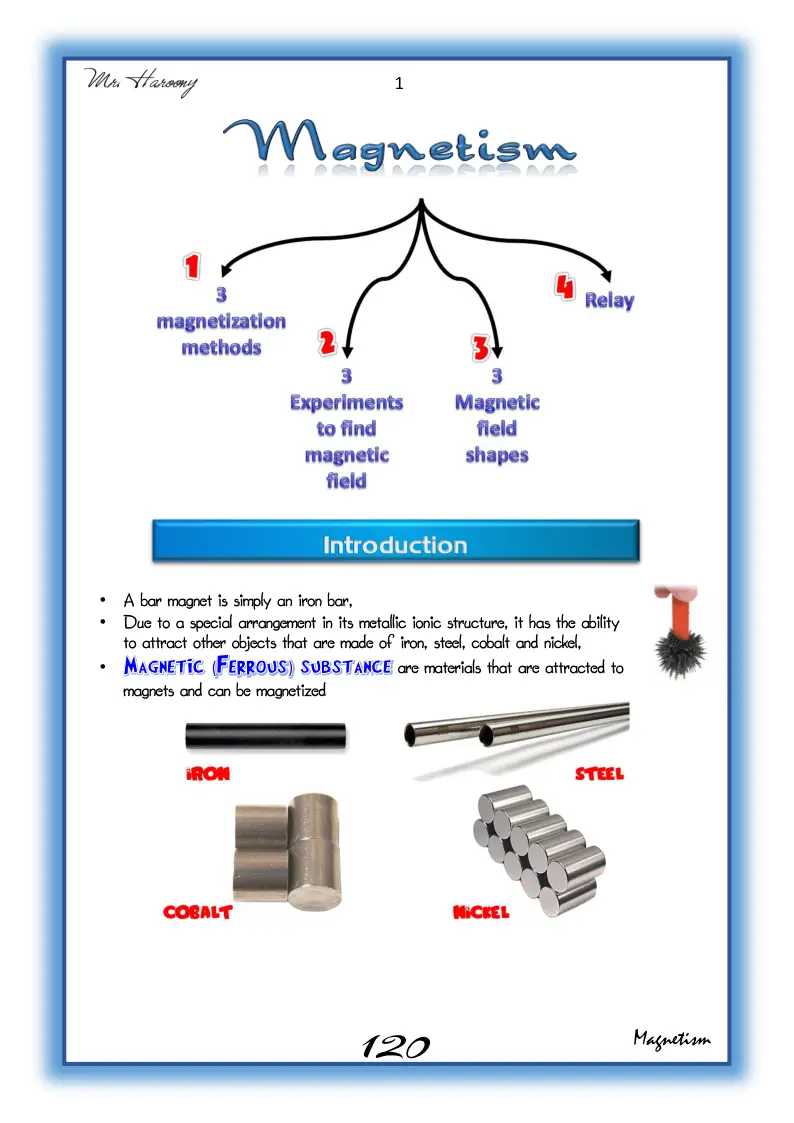 Mr. Haroony
1
Magnetism
1
3
magnetization
methods
2
3
Experiments
to find
magnetic
field
3
3
Magnetic
field
shapes
4
Relay
Introduction
• A bar magnet is simply an iron bar,
• Due to a special arrangement in its metallic ionic structure, it has the ability
to attract other objects that are made of iron, steel, cobalt and nickel,
• MAGNETiC (FERROUS) SUBSTANCE are materials that are attracted to
magnets and can be magnetized
iRON
STEEL
COBALT
NiCKEL
120
Magnetism